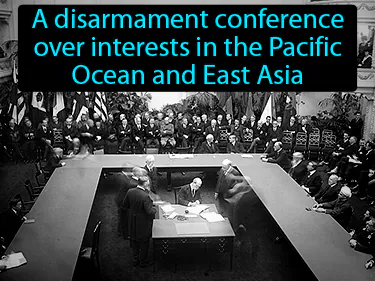 A disarmament conference
over interests in the Pacific
Ocean and East Asia